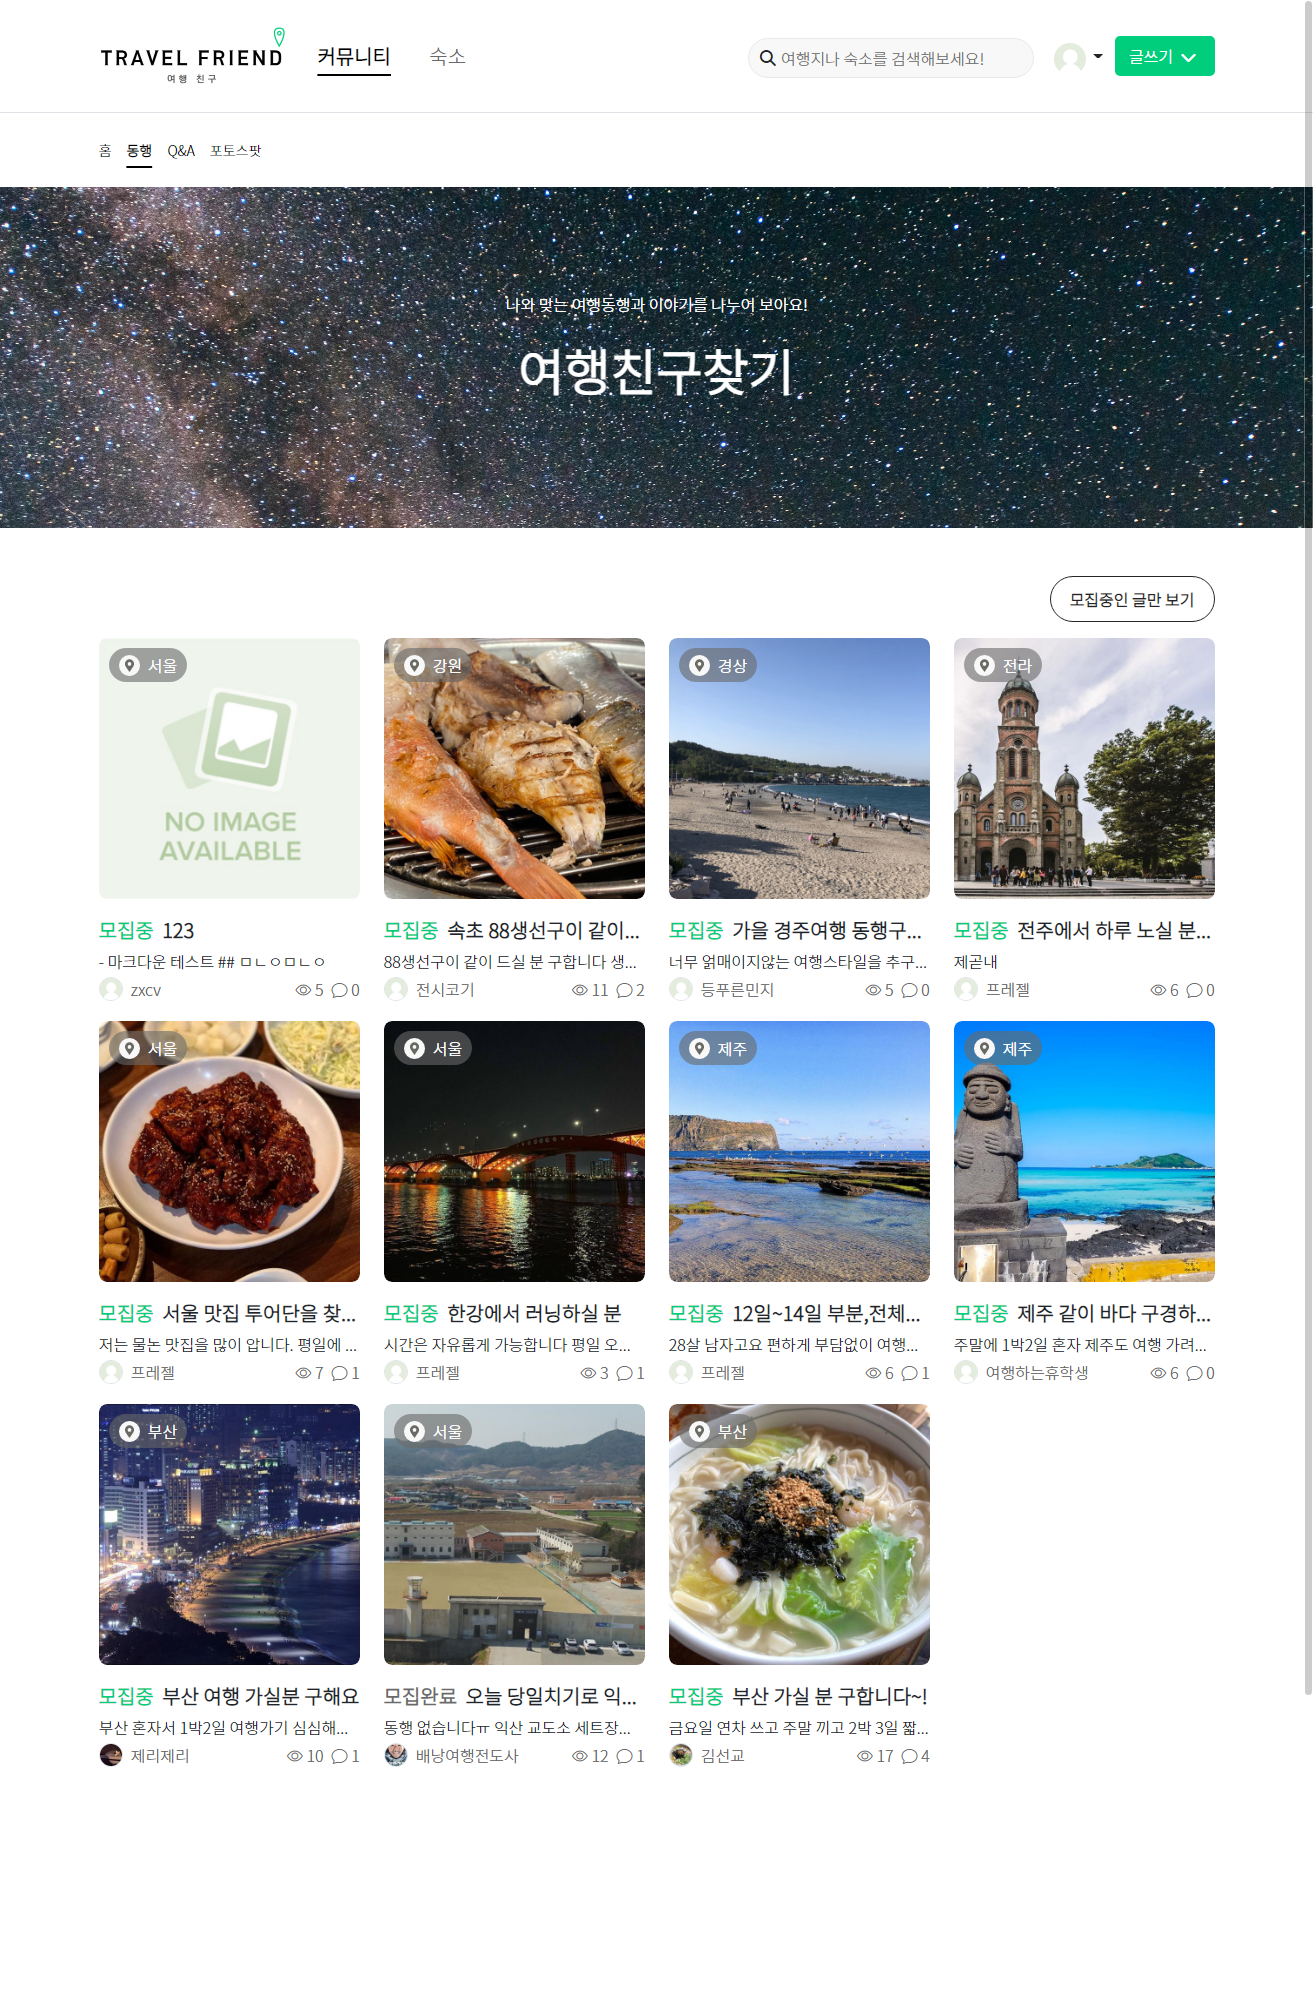 TRAVEL FRIEND
여행 친구
커뮤니티
숙소
여행지나 숙소를 검색해보세요!
글쓰기
홈
동행
Q&A
포토스팟
나와 맞는 여행동행과 이야기를 나누어 보아요!
여행친구찾기
모집중인 글만 보기
서울
NO IMAGE
AVAILABLE
모집중 123
- 마크다운 테스트 ## ㅁㄴㅇㅁㄴㅇ
zxcv 5 0
강원
모집중 속초 88생선구이 같이...
88생선구이 같이 드실 분 구합니다 생...
전시코기 11 2
경상
모집중 가을 경주여행 동행구...
너무 얽매이지않는 여행스타일을 추구...
등푸른민지 5 0
전라
모집중 전주에서 하루 노실 분...
제곧내
프레젤 6 0
서울
모집중 서울 맛집 투어단을 찾...
저는 물논 맛집을 많이 압니다. 평일에 ...
프레젤 7 1
서울
모집중 한강에서 러닝하실 분
시간은 자유롭게 가능합니다 평일 오...
프레젤 3 1
제주
모집중 12일~14일 부분,전체...
28살 남자고요 편하게 부담없이 여행...
프레젤 6 1
제주
모집중 제주 같이 바다 구경하...
주말에 1박2일 혼자 제주도 여행 가려...
여행하는휴학생 6 0
부산
모집중 부산 여행 가실분 구해요
부산 혼자서 1박2일 여행가기 심심해...
제리제리 10 1
서울
모집완료 오늘 당일치기로 익...
동행 없습니다ㅠ 익산 교도소 세트장...
배낭여행전도사 12 1
부산
모집중 부산 가실 분 구합니다~!
금요일 연차 쓰고 주말 끼고 2박 3일 짧...
김선교 17 4